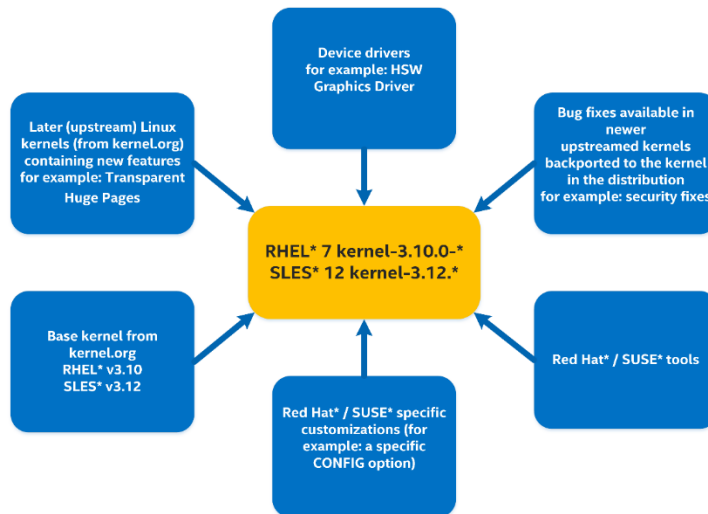 Device drivers
for example: HSW
Graphics Driver
Later (upstream) Linux
kernels (from kernel.org)
containing new features
for example: Transparent
Huge Pages
Bug fixes available in
newer
upstreamed kernels
backported to the kernel
in the distribution
for example: security fixes
RHEL* 7 kernel-3.10.0-*
SLES* 12 kernel-3.12.*
Base kernel from
kernel.org
RHEL* v3.10
SLES* v3.12
Red Hat* / SUSE* specific
customizations (for
example: a specific
CONFIG option)
Red Hat* / SUSE* tools